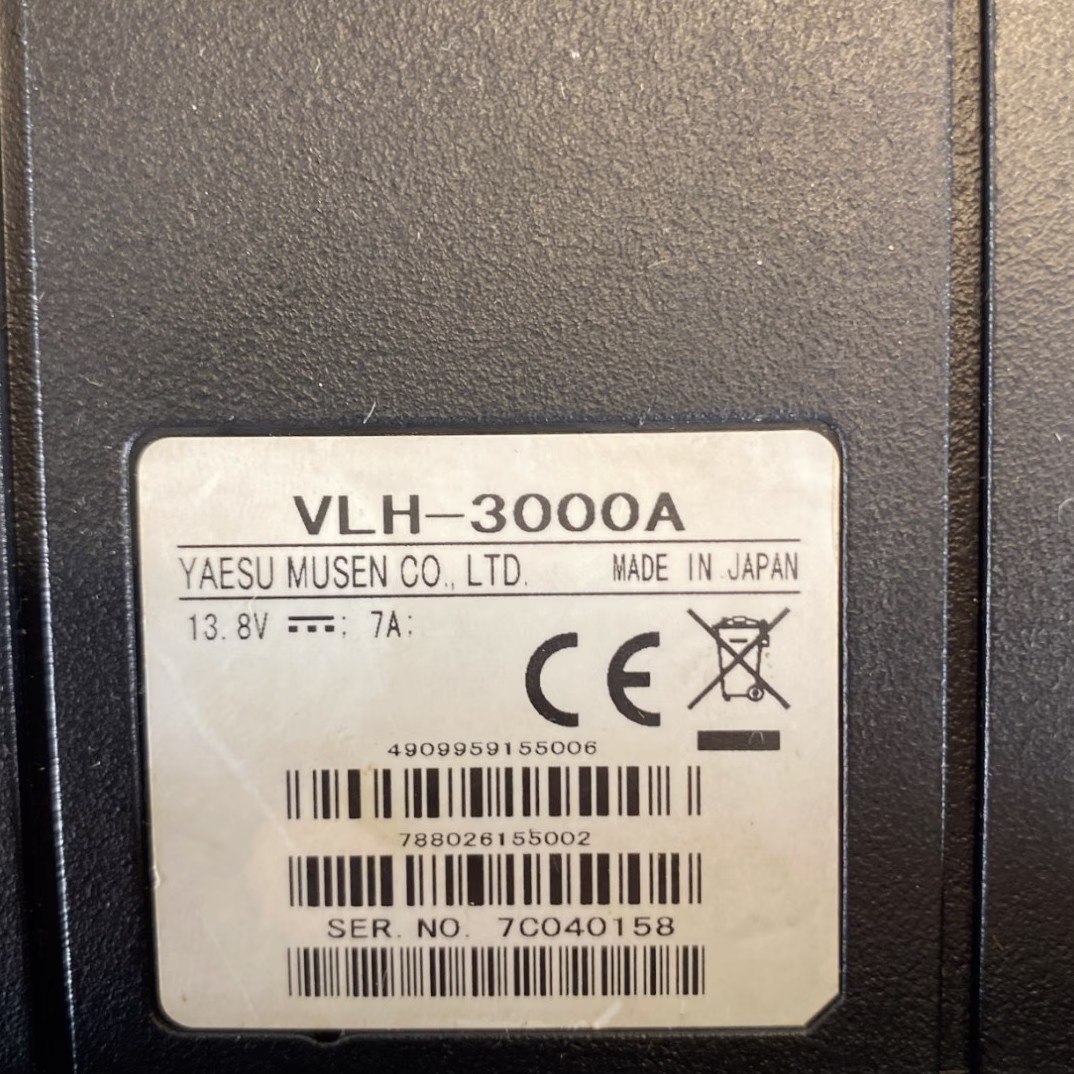 VLH-3000A
YAESU MUSEN CO., LTD. MADE IN JAPAN
13.8V ⎓; 7A;
CE
4909959155006
788026155002
SER. NO. 7C040158